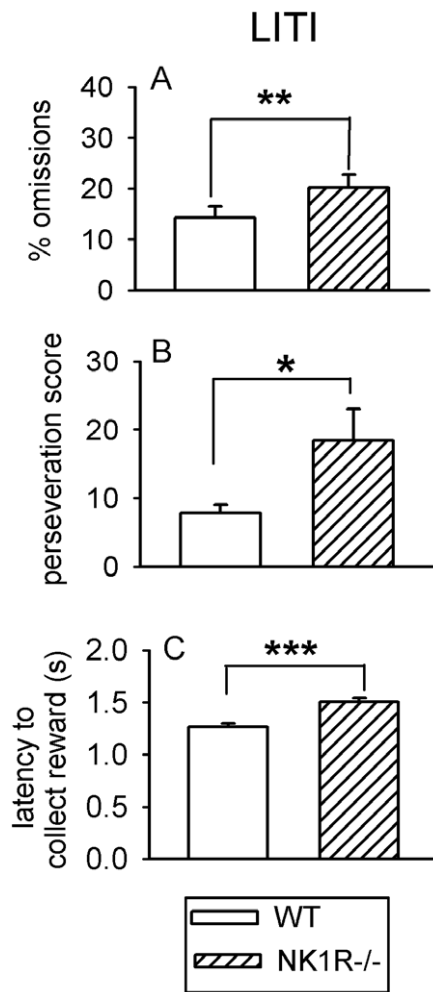 LITI
A
**
% omissions
40
30
20
10
0
B
*
perseveration score
30
20
10
0
C
***
latency to
collect reward (s)
2.0
1.5
1.0
0.5
0.0
WT
NK1R-/-